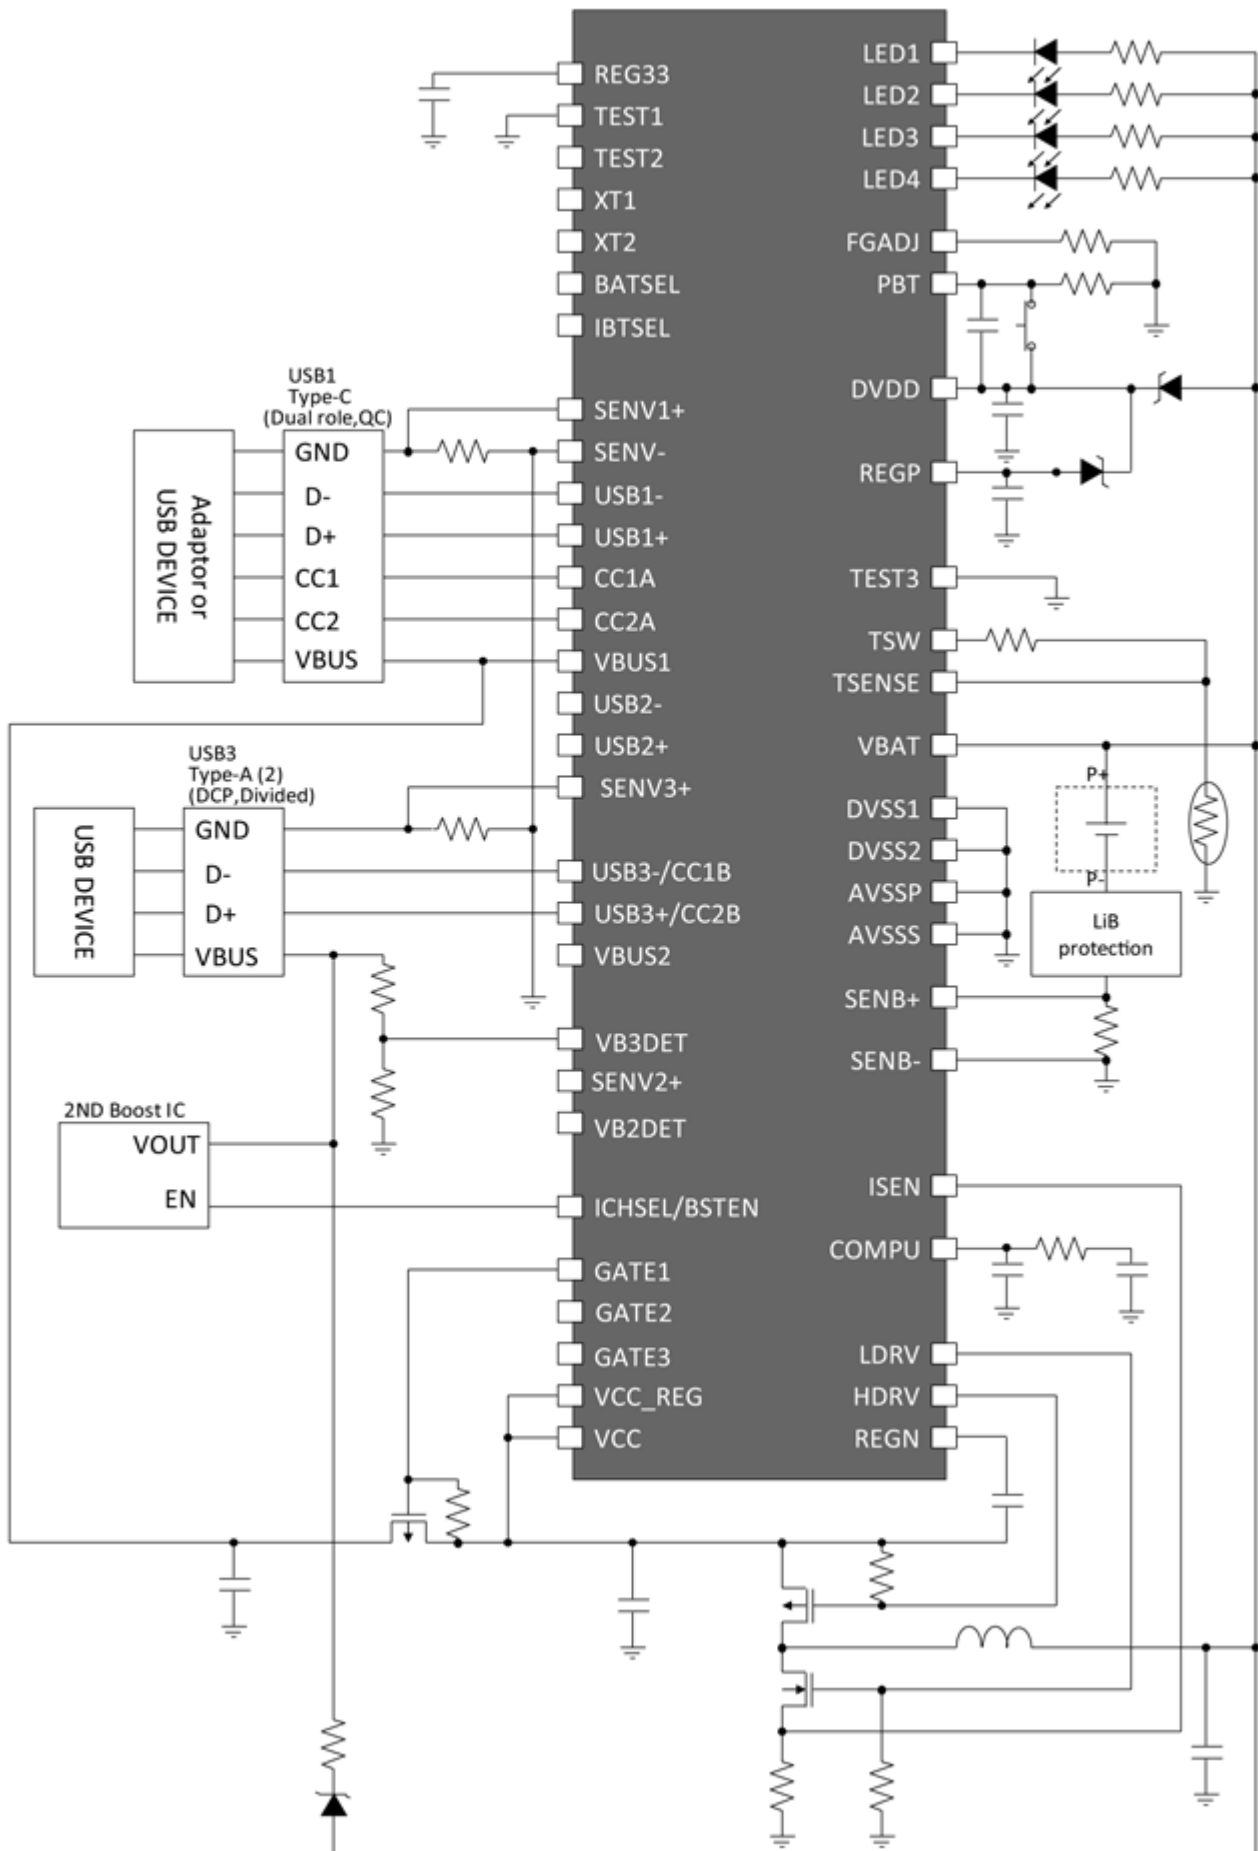 REG33
TEST1
TEST2
XT1
XT2
BATSEL
IBTSEL
USB1
Type-C
(Dual role,QC)
Adaptor or
USB DEVICE
GND
D-
D+
CC1
CC2
VBUS
SENV1+
SENV-
USB1-
USB1+
CC1A
CC2A
VBUS1
USB2-
USB2+
SENV3+
USB3
Type-A (2)
(DCP,Divided)
USB DEVICE
GND
D-
D+
VBUS
USB3-/CC1B
USB3+/CC2B
VBUS2
VB3DET
SENV2+
VB2DET
2ND Boost IC
VOUT
EN
ICHSEL/BSTEN
GATE1
GATE2
GATE3
VCC_REG
VCC
LED1
LED2
LED3
LED4
FGADJ
PBT
DVDD
REGP
TEST3
TSW
TSENSE
VBAT
P+
P-
LiB
protection
DVSS1
DVSS2
AVSSP
AVSSS
SENB+
SENB-
ISEN
COMPU
LDRV
HDRV
REGN